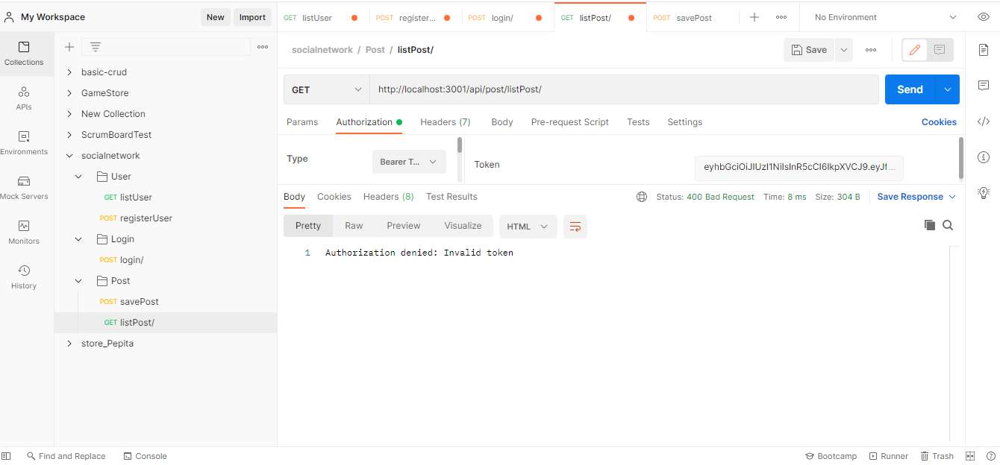 My Workspace
New
Import
GET listUser
POST register...
POST login/
GET listPost/
POST savePost
No Environment
Collections
APIs
Environments
Mock Servers
Monitors
History
basic-crud
GameStore
New Collection
ScrumBoardTest
socialnetwork
User
GET listUser
POST registerUser
Login
POST login/
Post
POST savePost
GET listPost/
store_Pepita
socialnetwork / Post / listPost/
Save
GET
http://localhost:3001/api/post/listPost/
Send
Params
Authorization
Headers (7)
Body
Pre-request Script
Tests
Settings
Cookies
Type
Bearer T...
Token
eyhbGciOiJIUzI1NiIsInR5cCI6IkpXVCJ9.eyJf...
Body
Cookies
Headers (8)
Test Results
Status: 400 Bad Request
Time: 8 ms
Size: 304 B
Save Response
Pretty
Raw
Preview
Visualize
HTML
1 Authorization denied: Invalid token
Find and Replace
Console
Bootcamp
Runner
Trash